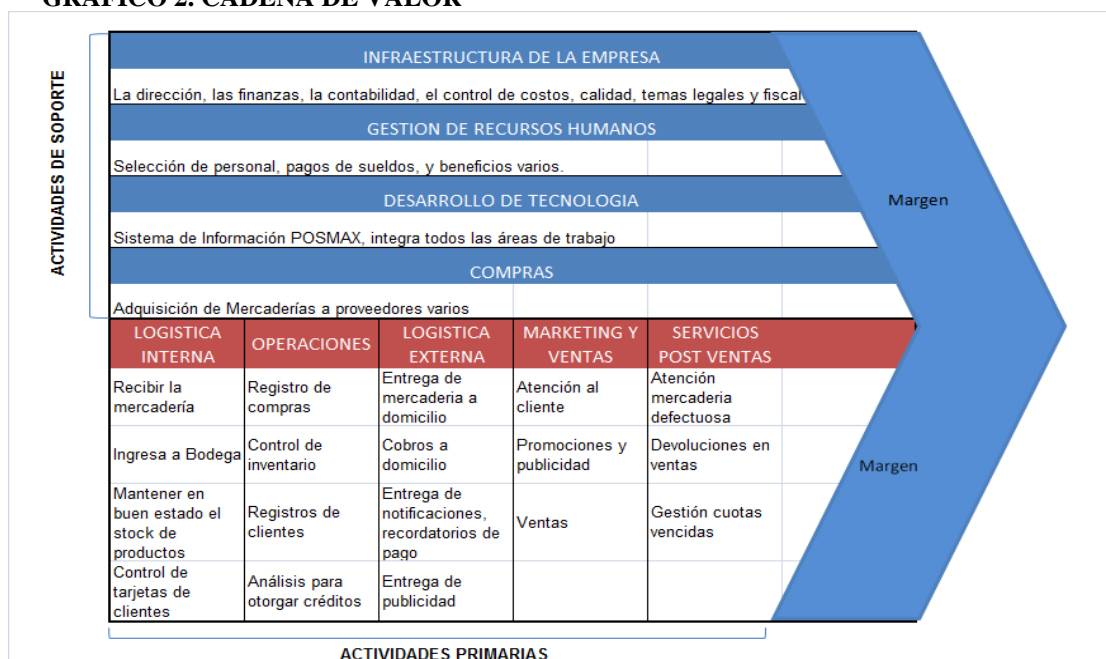 GRAFICO 2. CADENA DE VALOR
ACTIVIDADES DE SOPORTE
INFRAESTRUCTURA DE LA EMPRESA
La dirección, las finanzas, la contabilidad, el control de costos, calidad, temas legales y fiscal
GESTION DE RECURSOS HUMANOS
Selección de personal, pagos de sueldos, y beneficios varios.
DESARROLLO DE TECNOLOGIA
Sistema de Información POSMAX, integra todos las áreas de trabajo
COMPRAS
Adquisición de Mercaderías a proveedores varios
Margen
LOGISTICA
INTERNA
OPERACIONES
LOGISTICA
EXTERNA
MARKETING Y
VENTAS
SERVICIOS
POST VENTAS
Recibir la
mercadería
Registro de
compras
Entrega de
mercaderia a
domicilio
Atención al
cliente
Atención
mercaderia
defectuosa
Ingresa a Bodega
Control de
inventario
Cobros a
domicilio
Promociones y
publicidad
Devoluciones en
ventas
Margen
Mantener en
buen estado el
stock de
productos
Registros de
clientes
Entrega de
notificaciones,
recordatorios de
pago
Ventas
Gestión cuotas
vencidas
Control de
tarjetas de
clientes
Análisis para
otorgar créditos
Entrega de
publicidad
ACTIVIDADES PRIMARIAS